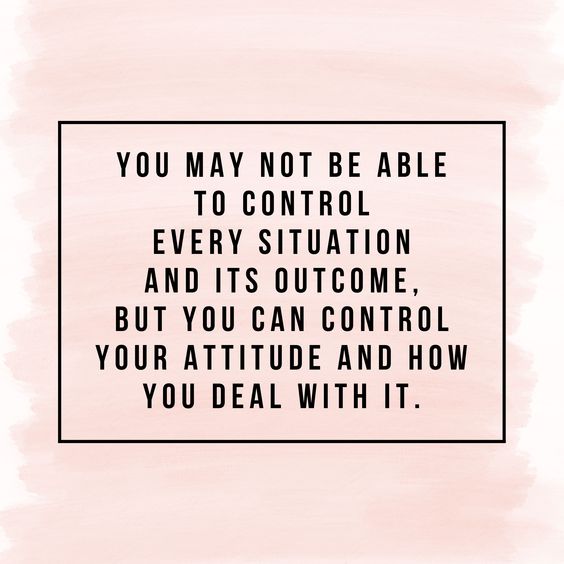 YOU MAY NOT BE ABLE
TO CONTROL
EVERY SITUATION
AND ITS OUTCOME,
BUT YOU CAN CONTROL
YOUR ATTITUDE AND HOW
YOU DEAL WITH IT.